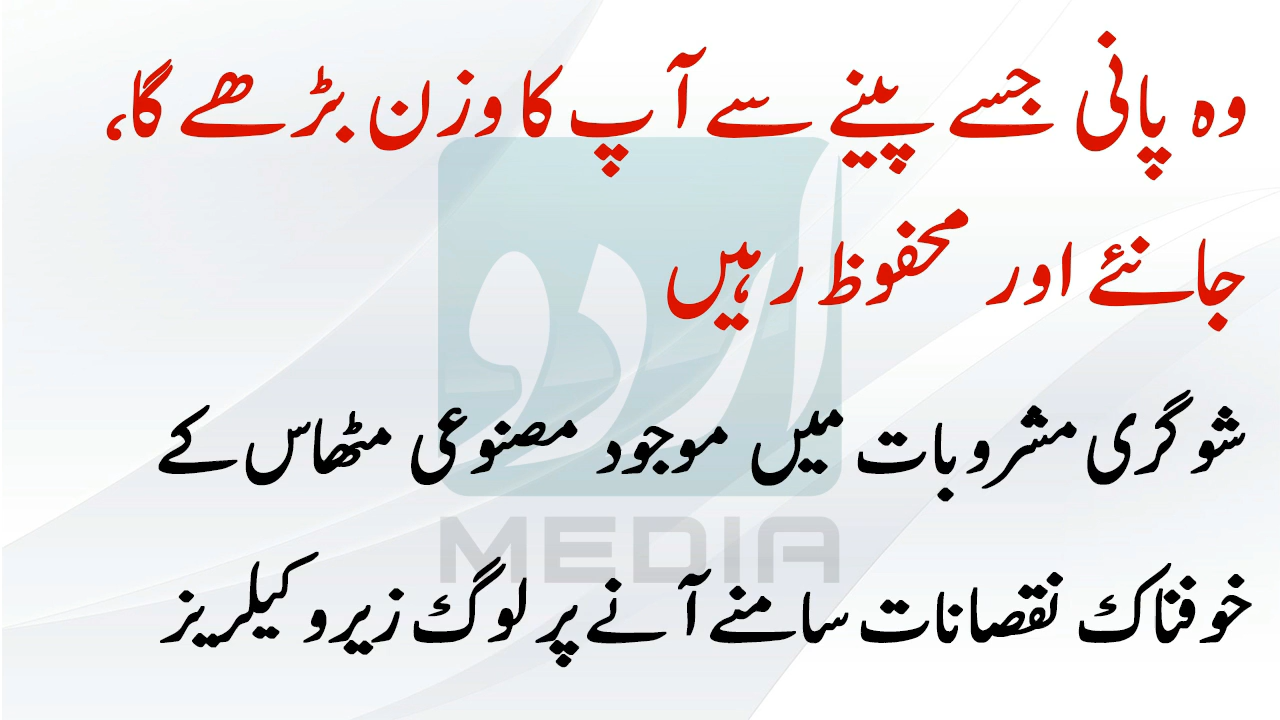 وہ پانی جسے پینے سے آپ کا وزن بڑھے گا،
جانئے اور محفوظ رہیں
شوگری مشروبات میں موجود مصنوعی مٹھاس کے
خوفناک نقصانات سامنے آنے پر لوگ زیرو کیلریز
اردو
MEDIA